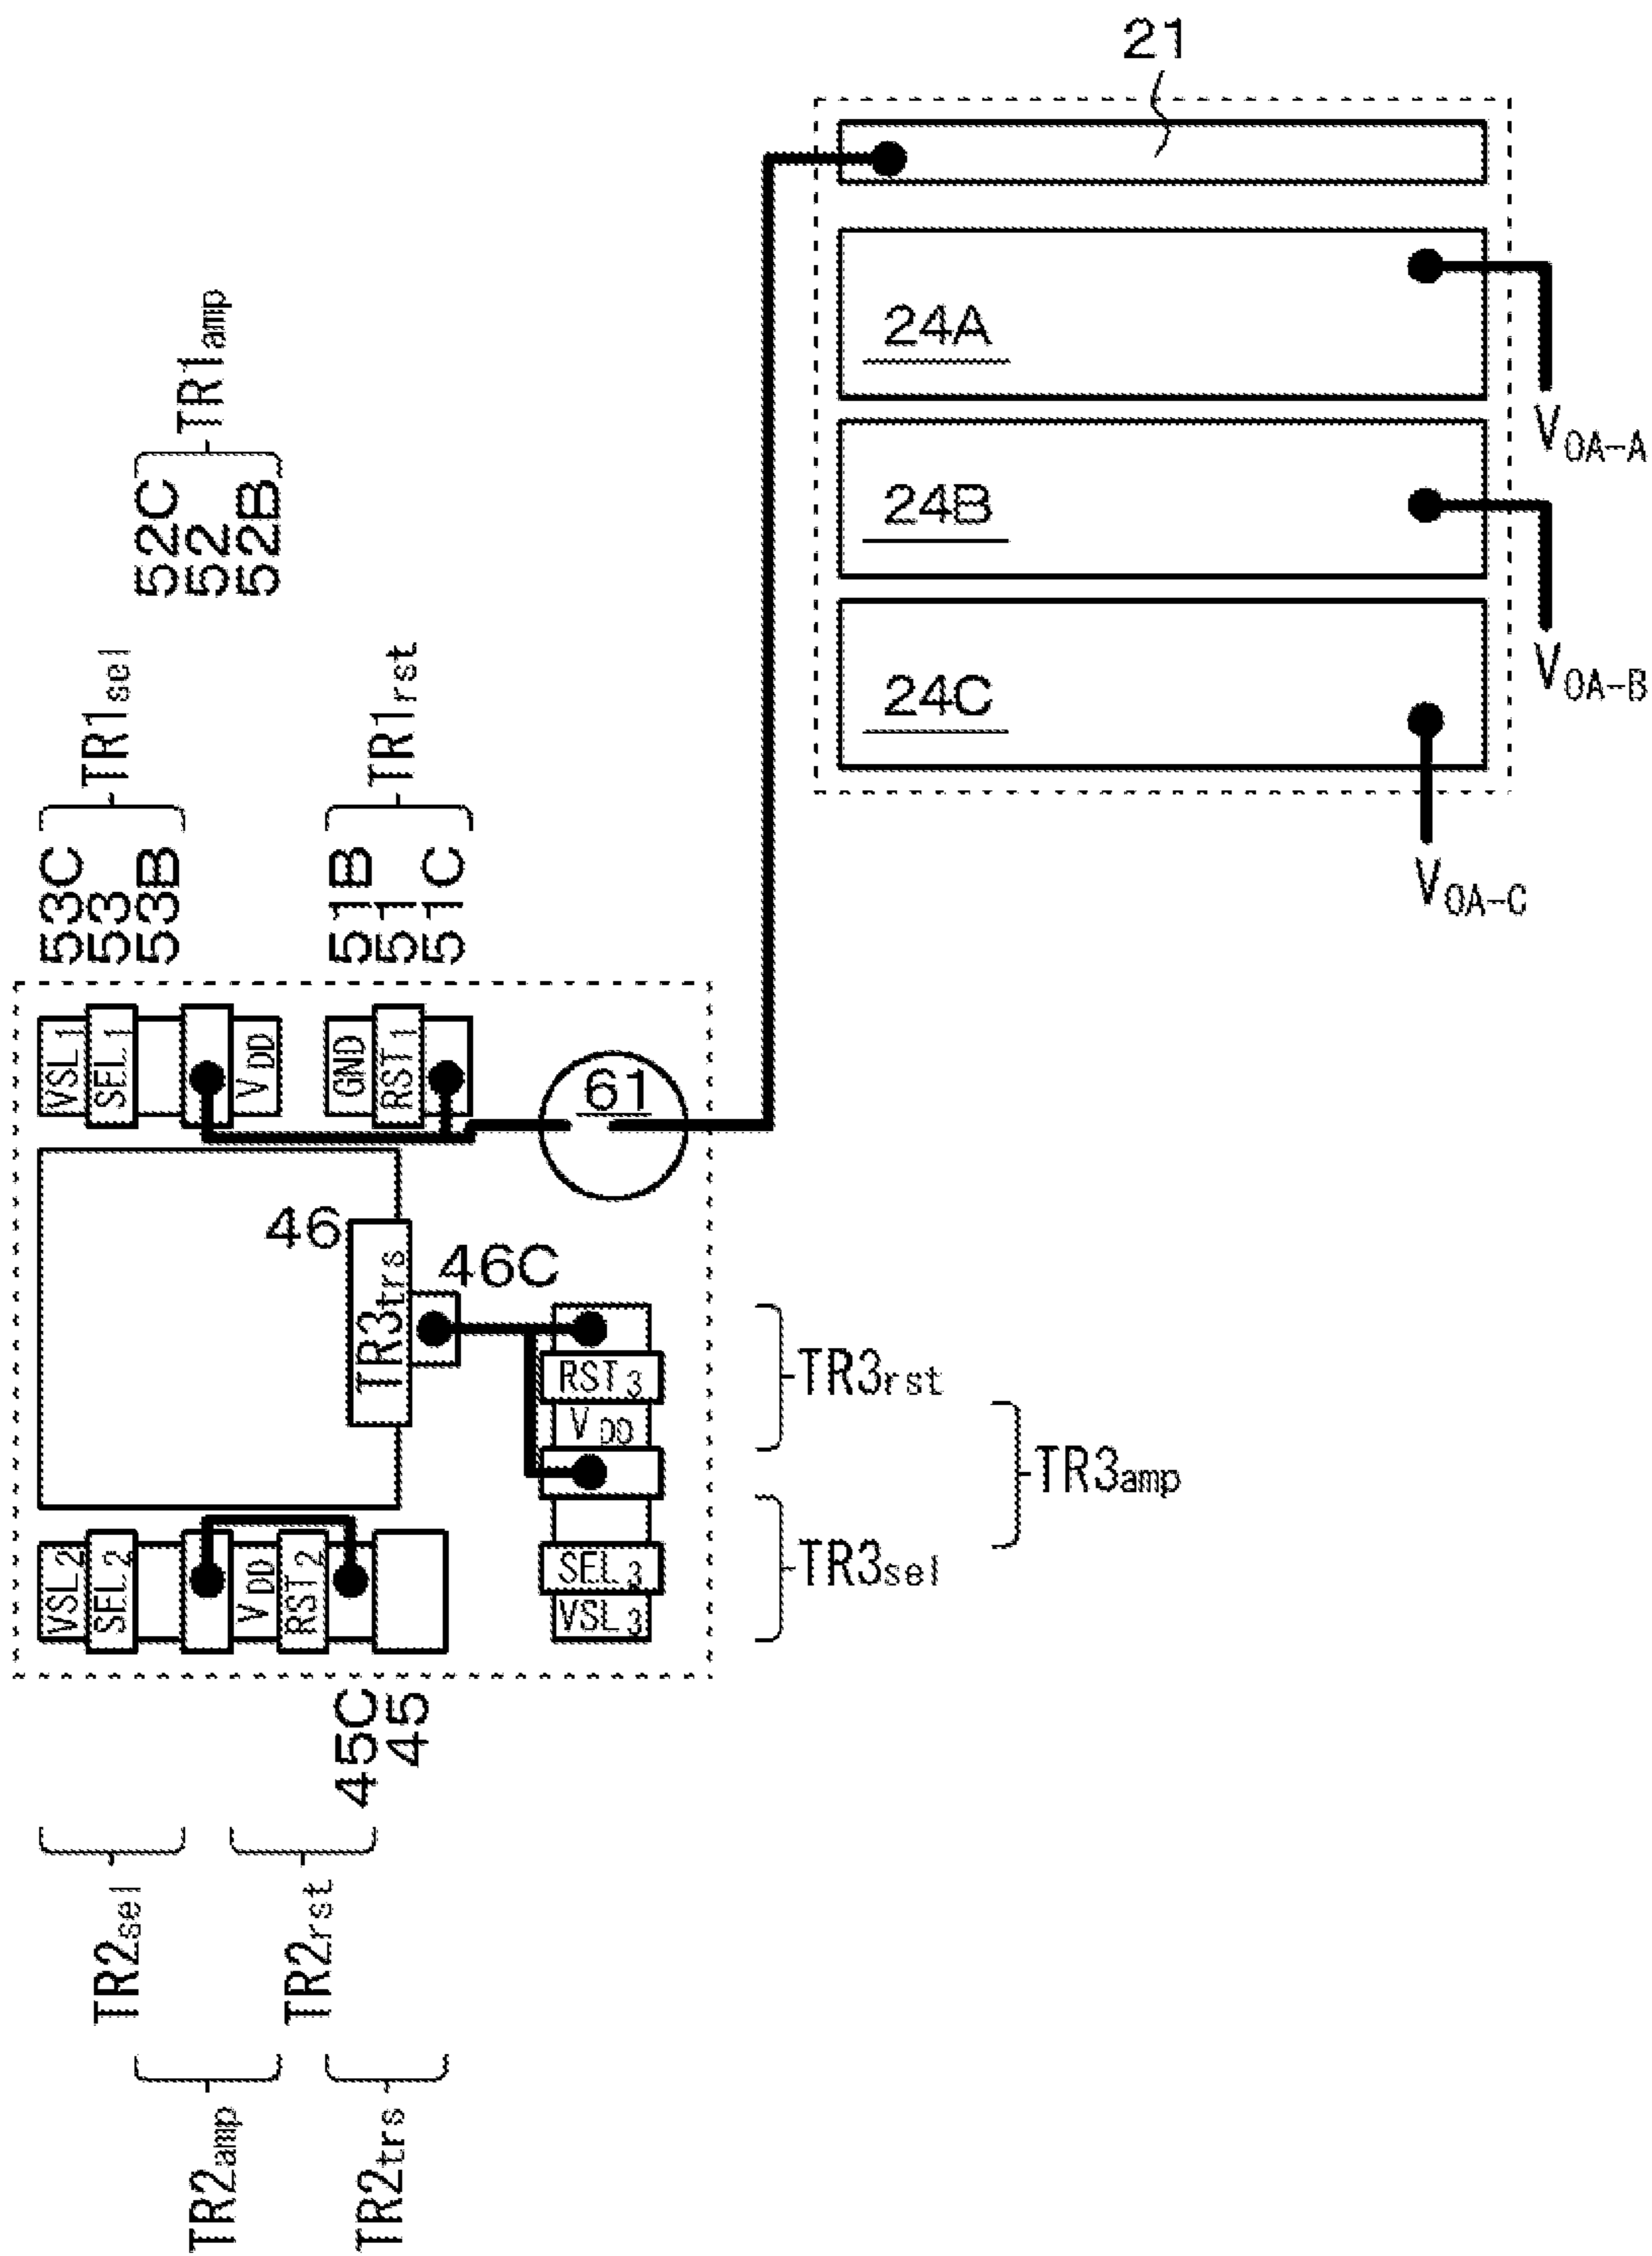 21
24A
24B
24C
VOA-A
VOA-B
VOA-C
52C
52
52B
TR1amp
53C
53
53B
TR1sel
51B
51
51C
TR1rst
VSL1
SEL1
VDD
GND
RST1
61
46
TR3trs
46C
RST3
VDD
SEL3
VSL3
TR3rst
TR3amp
TR3sel
VSL2
SEL2
VDD
RST2
45C
45
TR2sel
TR2rst
TR2amp
TR2trs